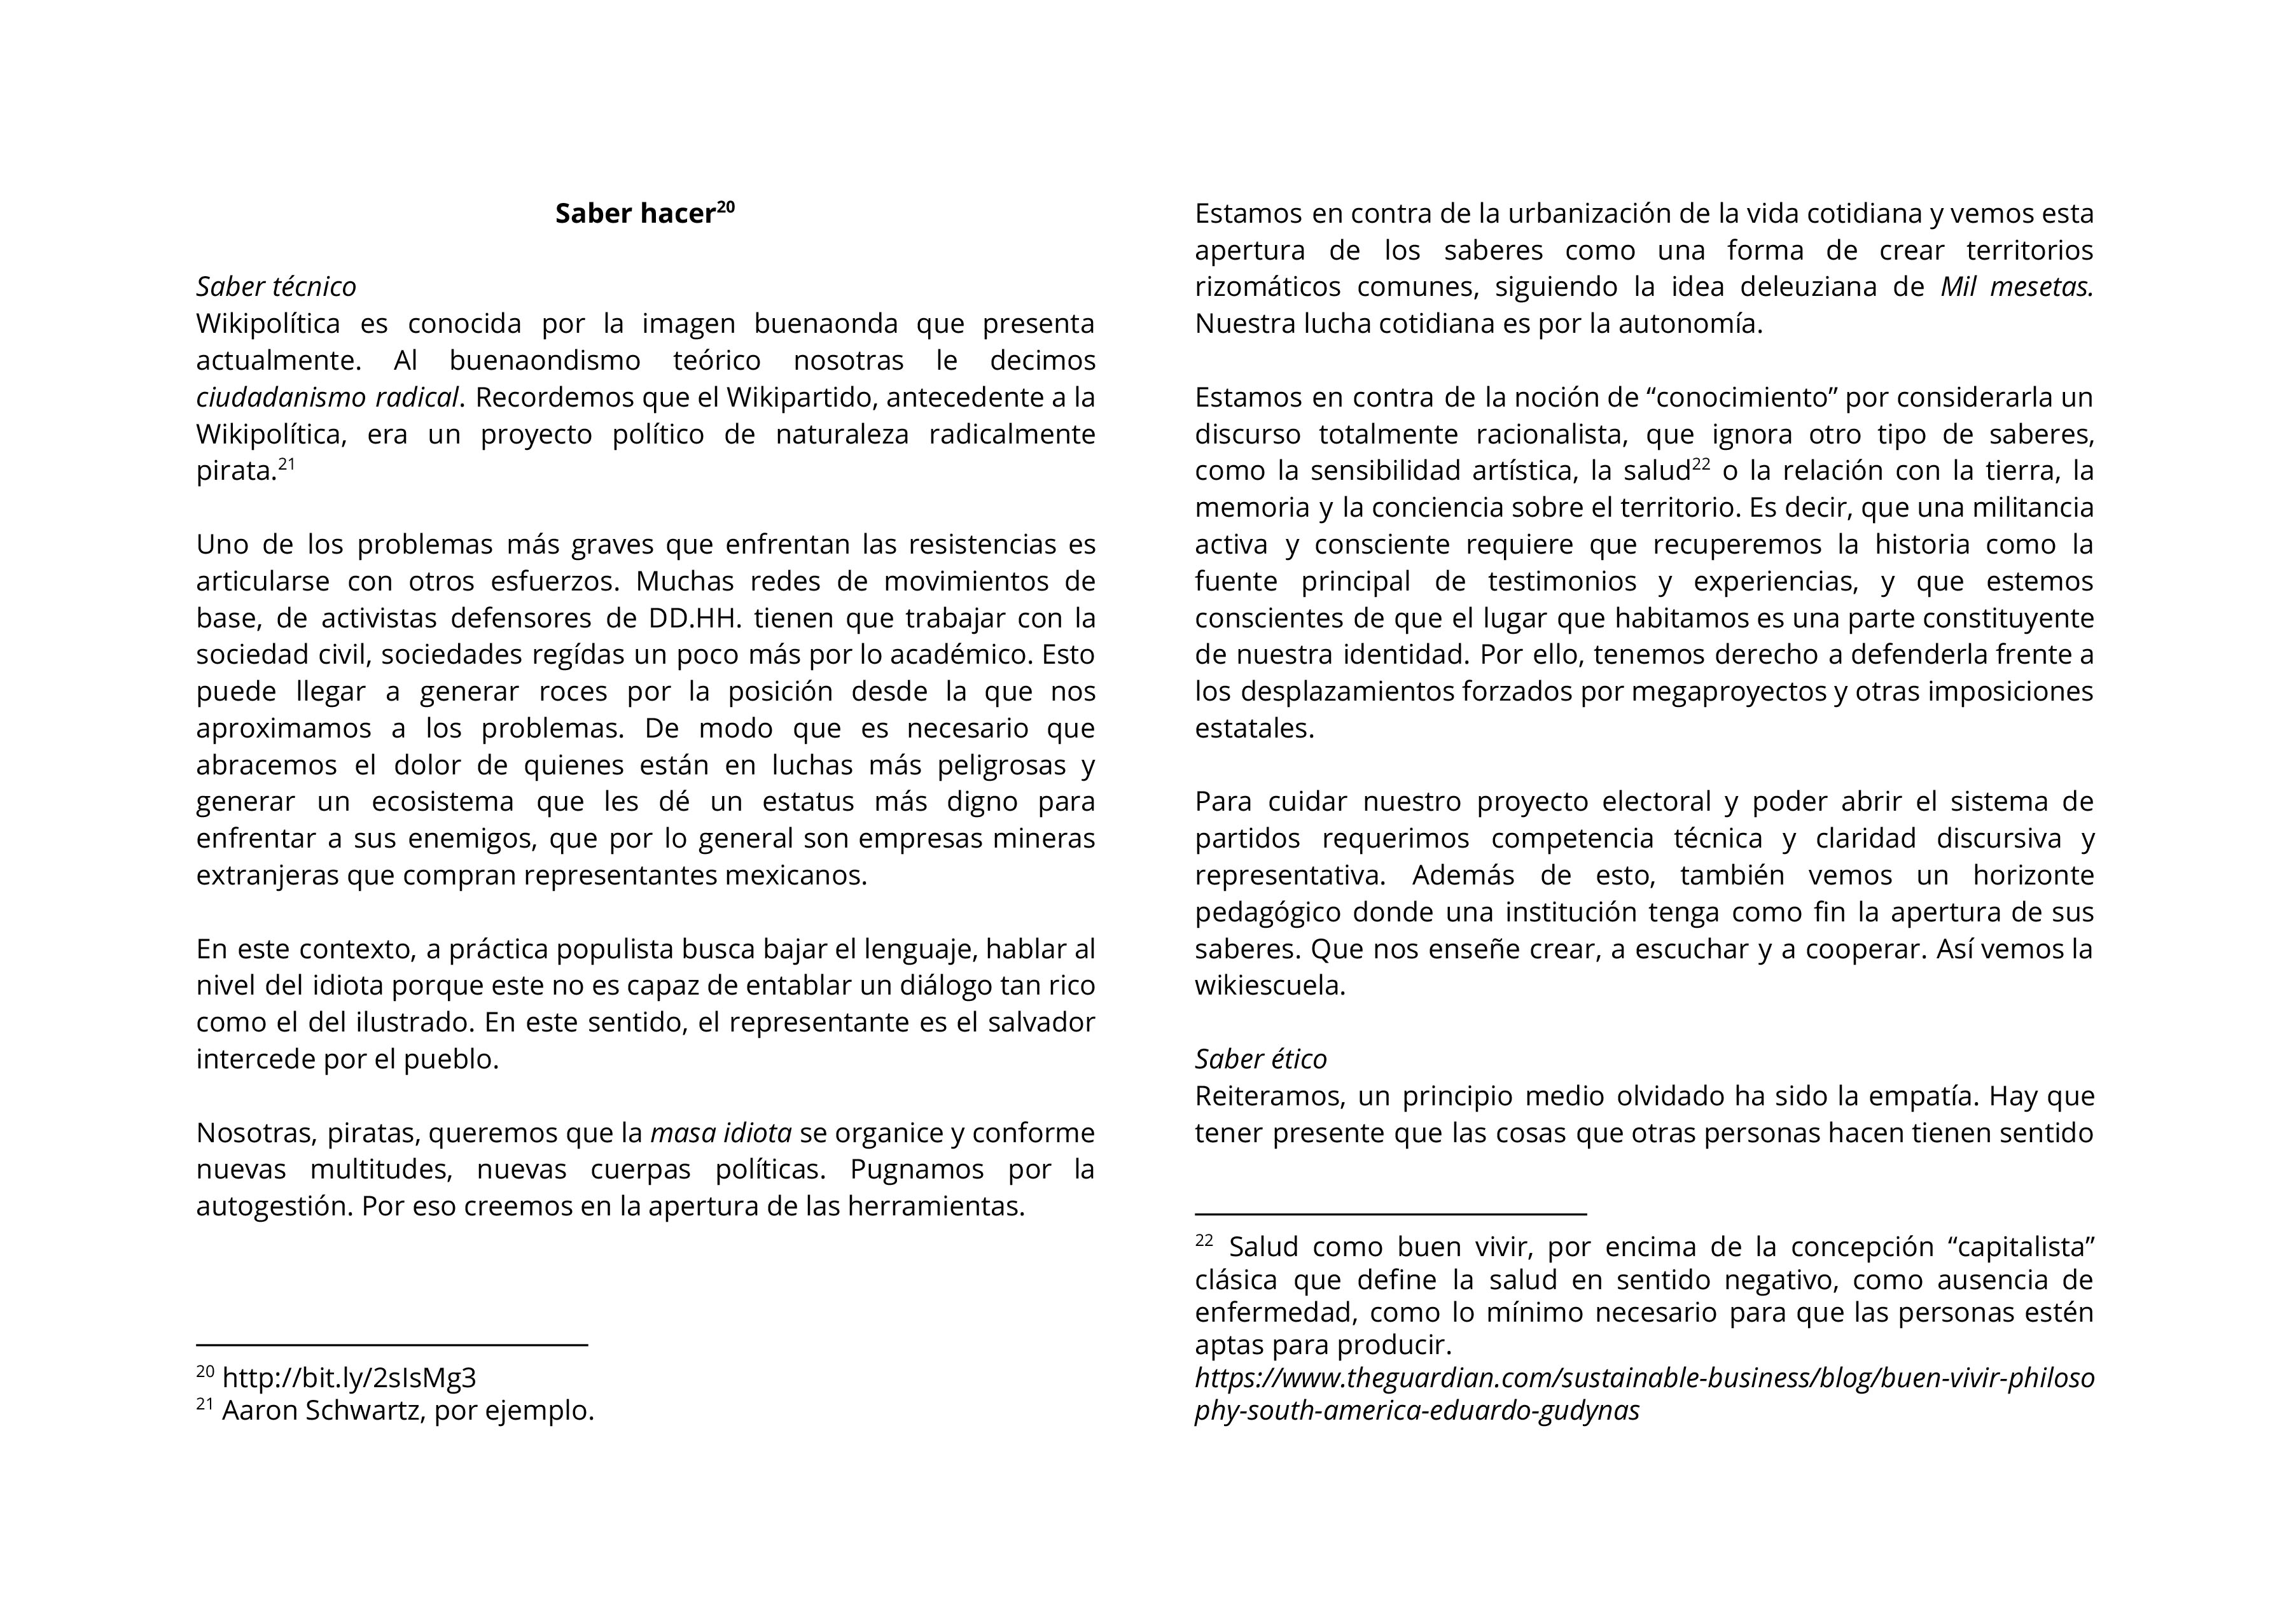 Saber hacer20
Saber técnico
Wikipolítica es conocida por la imagen buenaonda que presenta
actualmente. Al buenaondismo teórico nosotras le decimos
ciudadanismo radical. Recordemos que el Wikipartido, antecedente a la
Wikipolítica, era un proyecto político de naturaleza radicalmente
pirata.21
Uno de los problemas más graves que enfrentan las resistencias es
articularse con otros esfuerzos. Muchas redes de movimientos de
base, de activistas defensores de DD.HH. tienen que trabajar con la
sociedad civil, sociedades regídas un poco más por lo académico. Esto
puede llegar a generar roces por la posición desde la que nos
aproximamos a los problemas. De modo que es necesario que
abracemos el dolor de quienes están en luchas más peligrosas y
generar un ecosistema que les dé un estatus más digno para
enfrentar a sus enemigos, que por lo general son empresas mineras
extranjeras que compran representantes mexicanos.
En este contexto, a práctica populista busca bajar el lenguaje, hablar al
nivel del idiota porque este no es capaz de entablar un diálogo tan rico
como el del ilustrado. En este sentido, el representante es el salvador
intercede por el pueblo.
Nosotras, piratas, queremos que la masa idiota se organice y conforme
nuevas multitudes, nuevas cuerpas políticas. Pugnamos por la
autogestión. Por eso creemos en la apertura de las herramientas.
20 http://bit.ly/2sIsMg3
21 Aaron Schwartz, por ejemplo.
Estamos en contra de la urbanización de la vida cotidiana y vemos esta
apertura de los saberes como una forma de crear territorios
rizomáticos comunes, siguiendo la idea deleuziana de Mil mesetas.
Nuestra lucha cotidiana es por la autonomía.
Estamos en contra de la noción de “conocimiento” por considerarla un
discurso totalmente racionalista, que ignora otro tipo de saberes,
como la sensibilidad artística, la salud22 o la relación con la tierra, la
memoria y la conciencia sobre el territorio. Es decir, que una militancia
activa y consciente requiere que recuperemos la historia como la
fuente principal de testimonios y experiencias, y que estemos
conscientes de que el lugar que habitamos es una parte constituyente
de nuestra identidad. Por ello, tenemos derecho a defenderla frente a
los desplazamientos forzados por megaproyectos y otras imposiciones
estatales.
Para cuidar nuestro proyecto electoral y poder abrir el sistema de
partidos requerimos competencia técnica y claridad discursiva y
representativa. Además de esto, también vemos un horizonte
pedagógico donde una institución tenga como fin la apertura de sus
saberes. Que nos enseñe crear, a escuchar y a cooperar. Así vemos la
wikiescuela.
Saber ético
Reiteramos, un principio medio olvidado ha sido la empatía. Hay que
tener presente que las cosas que otras personas hacen tienen sentido
22 Salud como buen vivir, por encima de la concepción “capitalista”
clásica que define la salud en sentido negativo, como ausencia de
enfermedad, como lo mínimo necesario para que las personas estén
aptas para producir.
https://www.theguardian.com/sustainable-business/blog/buen-vivir-philoso
phy-south-america-eduardo-gudynas